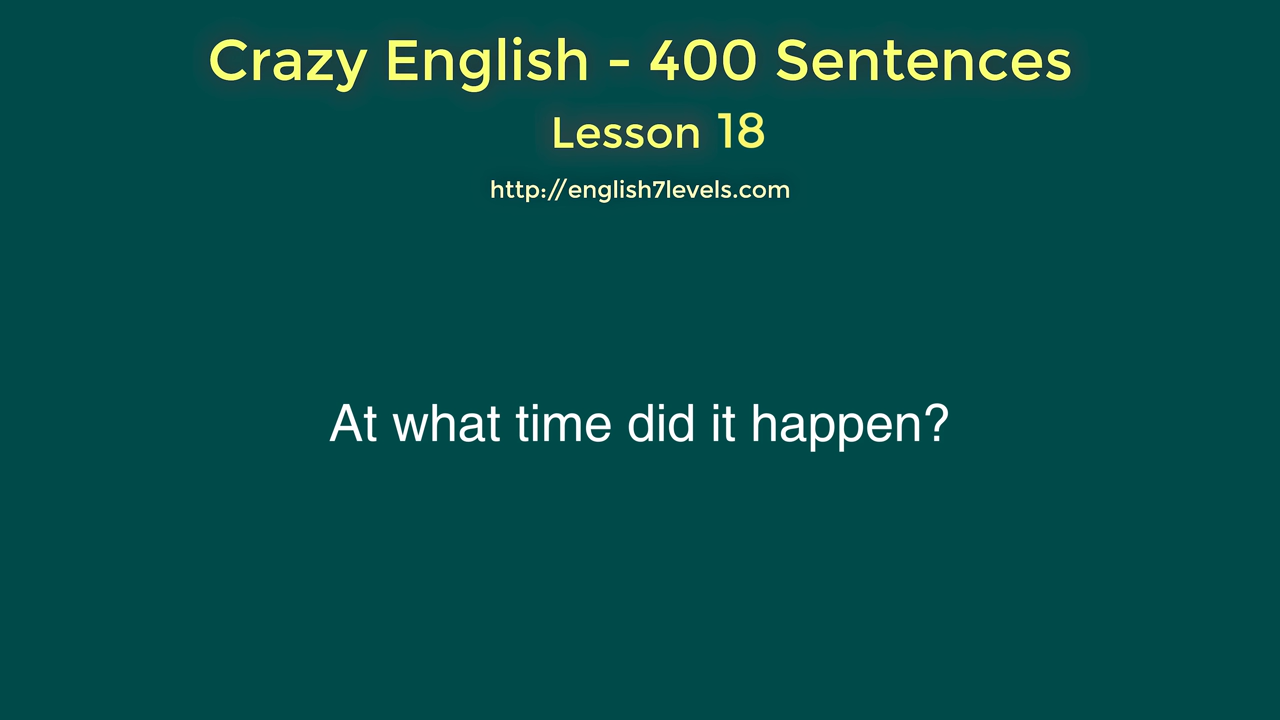 Crazy English - 400 Sentences
Lesson 18
http://english7levels.com
At what time did it happen?